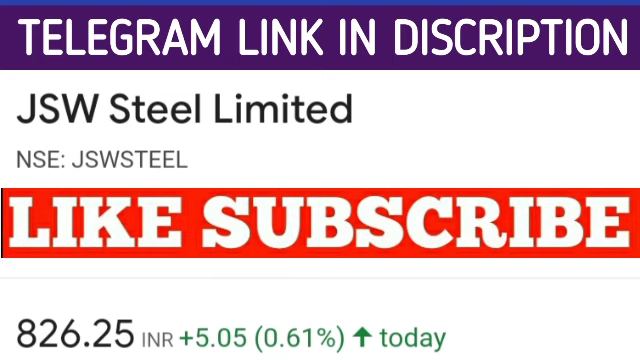 TELEGRAM LINK IN DISCRIPTION
JSW Steel Limited
NSE: JSWSTEEL
LIKE SUBSCRIBE
826.25 INR +5.05 (0.61%) ↑ today